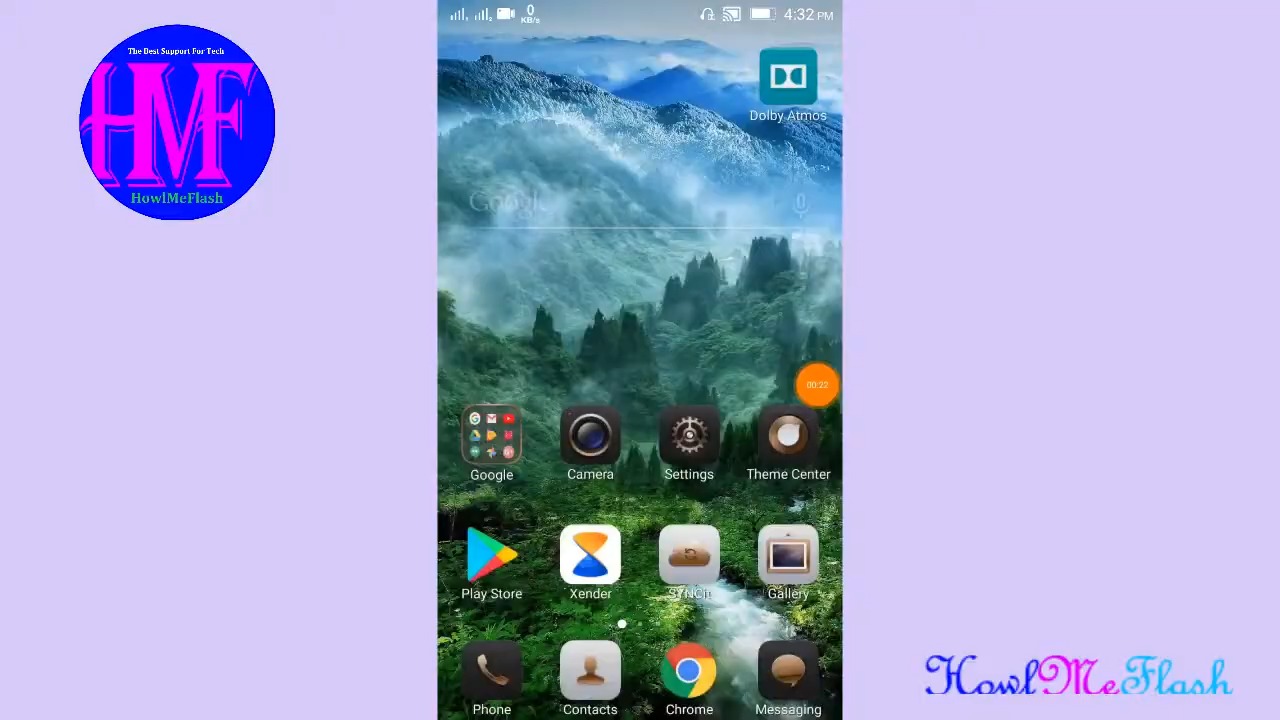 The Best Support For Tech
HMF
HowlMeFlash
0
KB/s
4:32 PM
Dolby Atmos
Google
00:22
Google
Camera
Settings
Theme Center
Play Store
Xender
SYNCit
Gallery
Phone
Contacts
Chrome
Messaging
HowlMeFlash